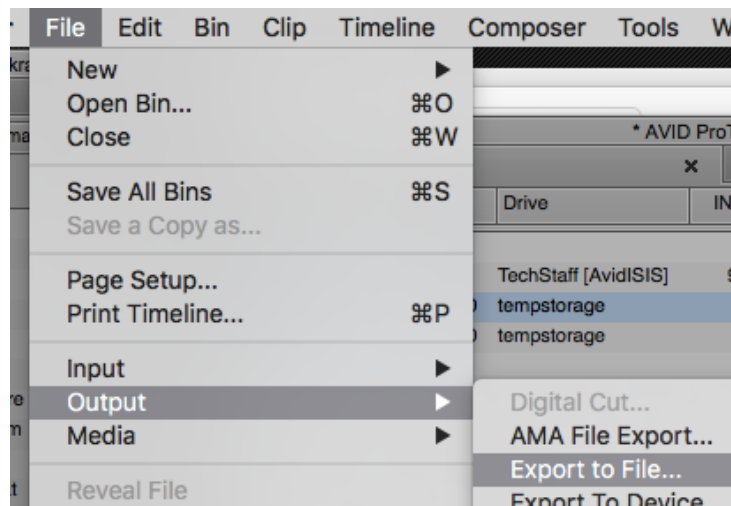 File Edit Bin Clip Timeline Composer Tools W
New
Open Bin... ⌘O
Close ⌘W
* AVID ProT
Save All Bins ⌘S
Drive IN
Save a Copy as...
Page Setup...
TechStaff [AvidISIS]
Print Timeline... ⌘P
tempstorage
tempstorage
Input
Output
Digital Cut...
Media
AMA File Export...
Export to File...
Reveal File
Export To Device